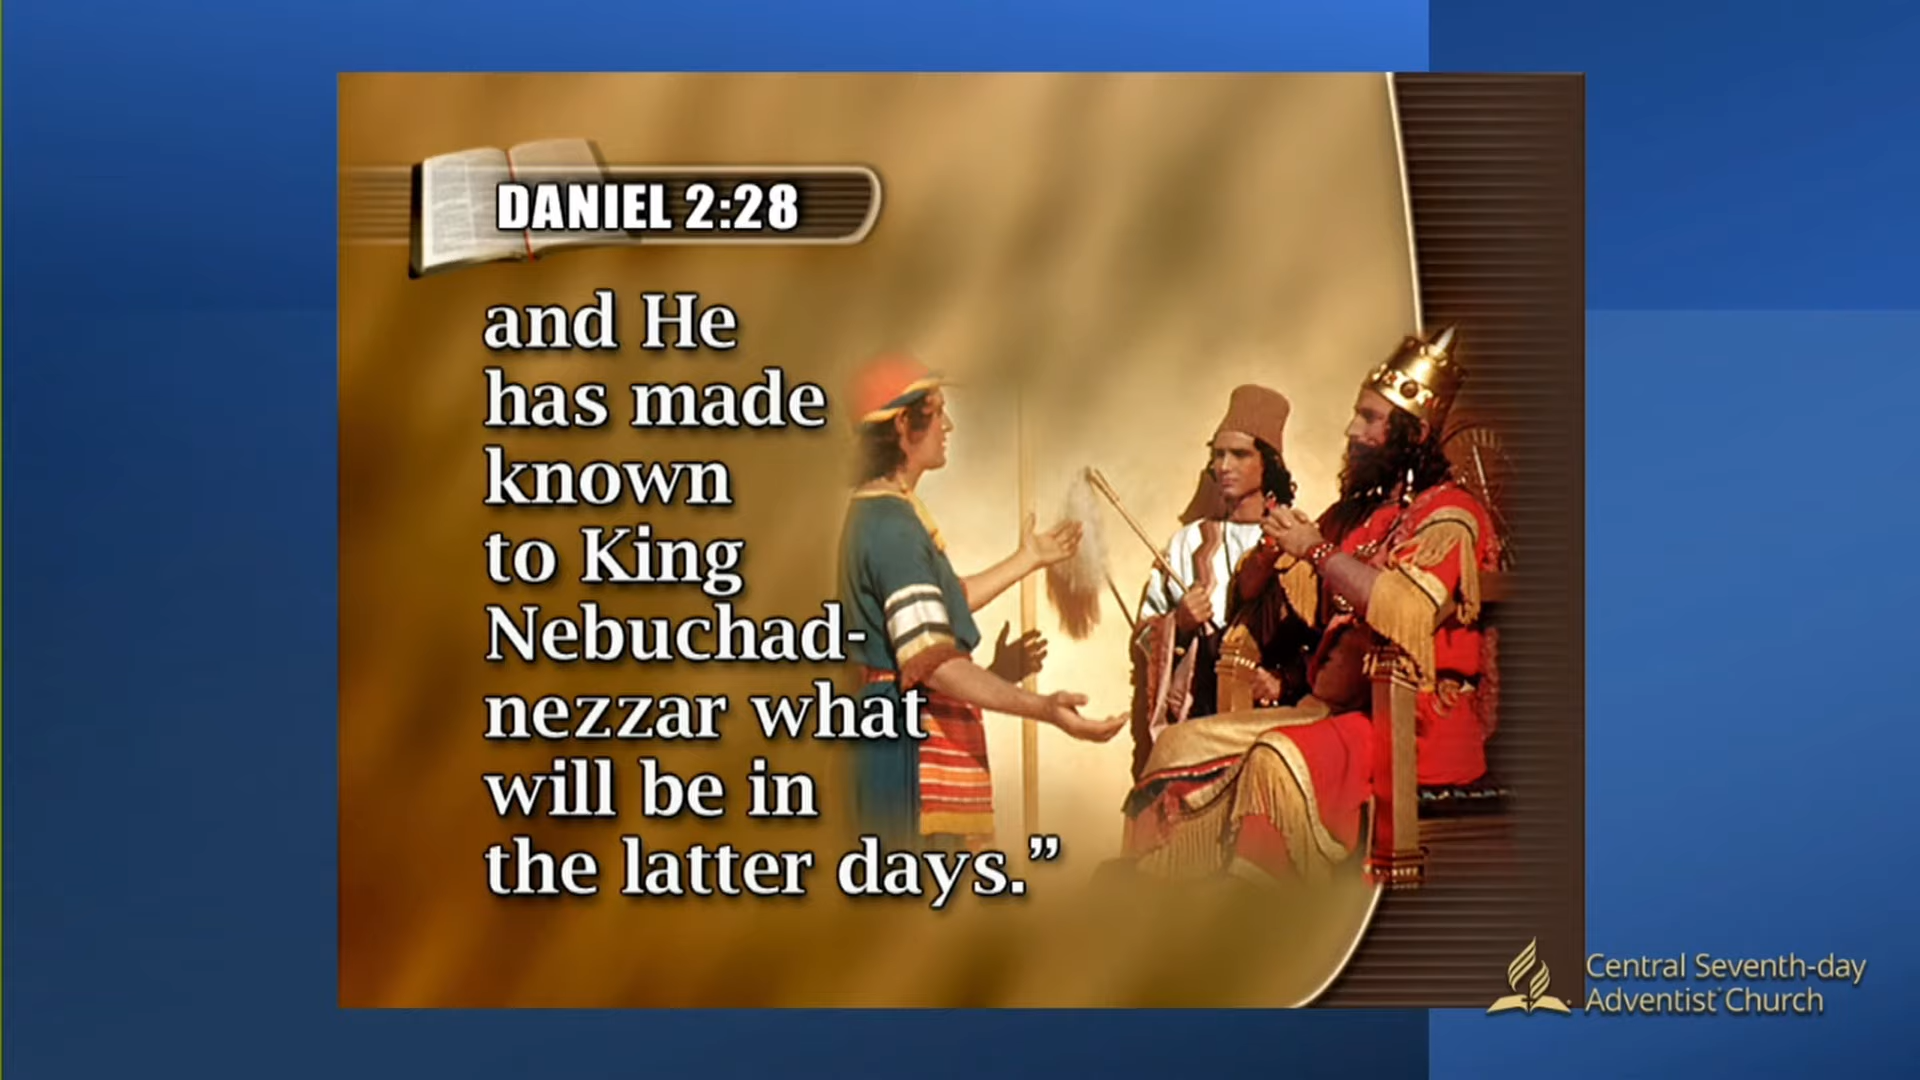 DANIEL 2:28
and He
has made
known
to King
Nebuchad-
nezzar what
will be in
the latter days.”
Central Seventh-day
Adventist Church